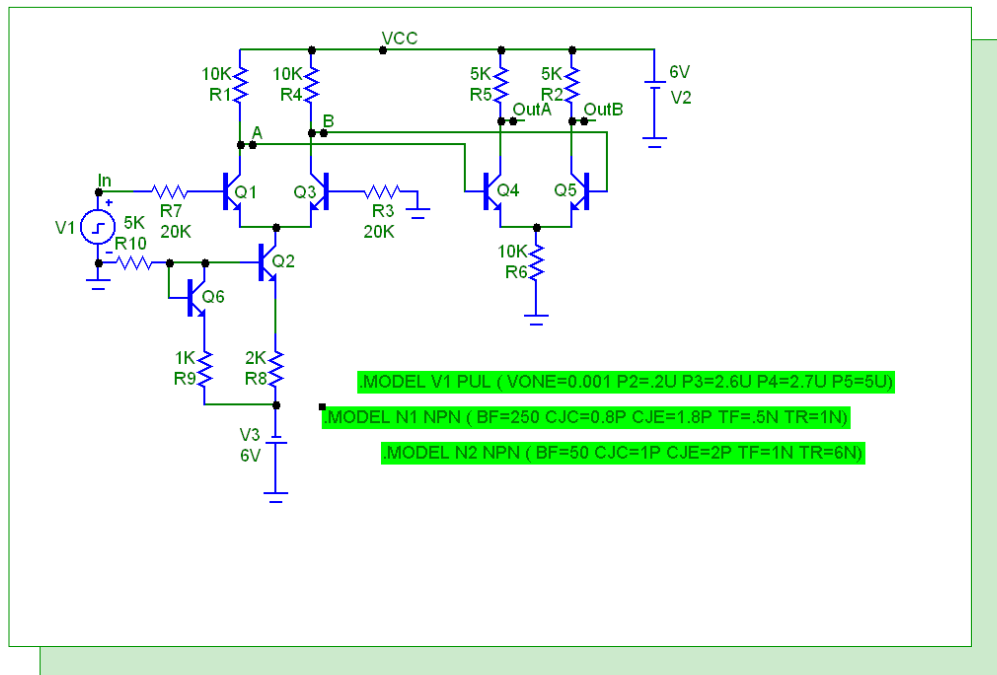 VCC
10K
R1
10K
R4
5K
R5
5K
R2
6V
V2
OutA
OutB
A
B
In
Q1
Q3
Q4
Q5
R7
20K
R3
20K
V1
5K
R10
+
-
Q2
10K
R6
Q6
1K
R9
2K
R8
.MODEL V1 PUL ( VONE=0.001 P2=.2U P3=2.6U P4=2.7U P5=5U)
.MODEL N1 NPN ( BF=250 CJC=0.8P CJE=1.8P TF=.5N TR=1N)
V3
6V
.MODEL N2 NPN ( BF=50 CJC=1P CJE=2P TF=1N TR=6N)